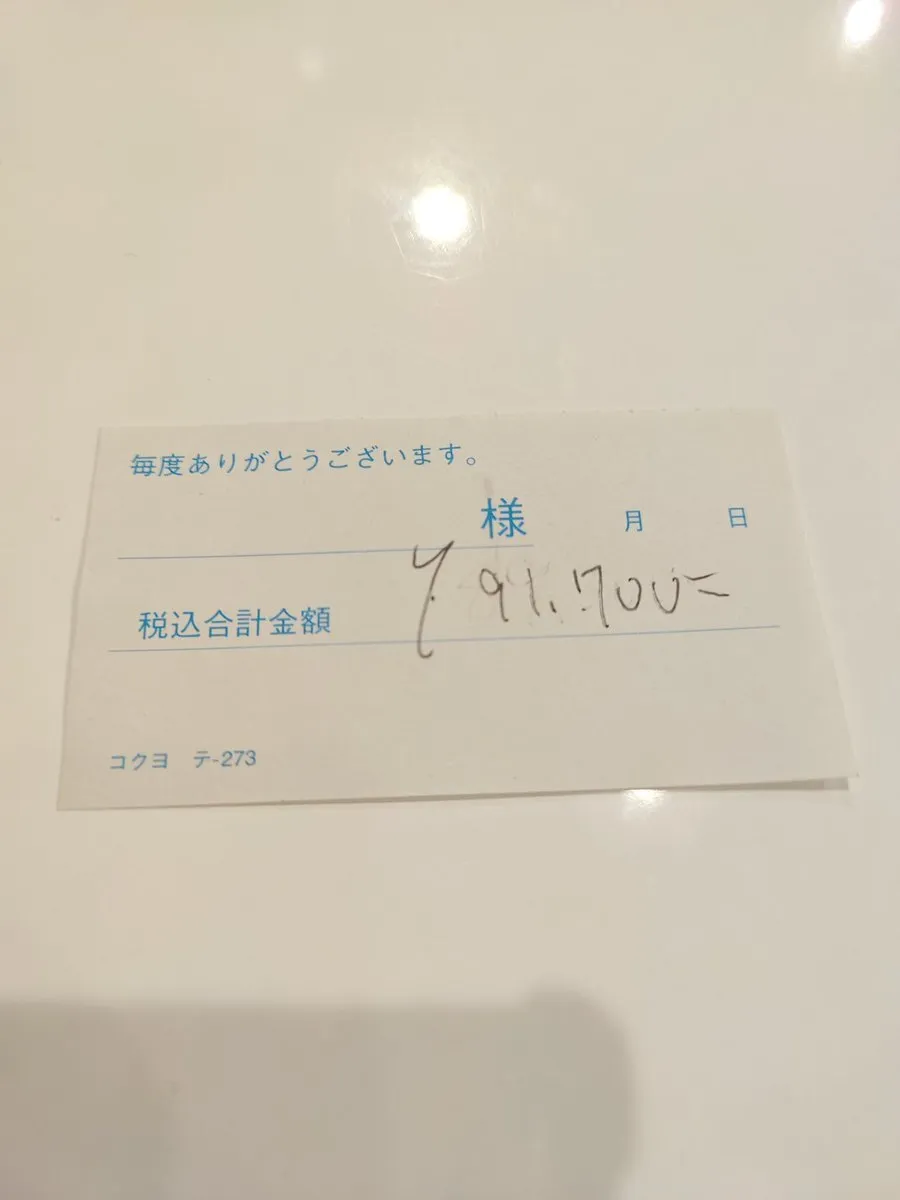 毎度ありがとうございます。
様 月 日
税込合計金額 ¥91.700-
コクヨ テ-273